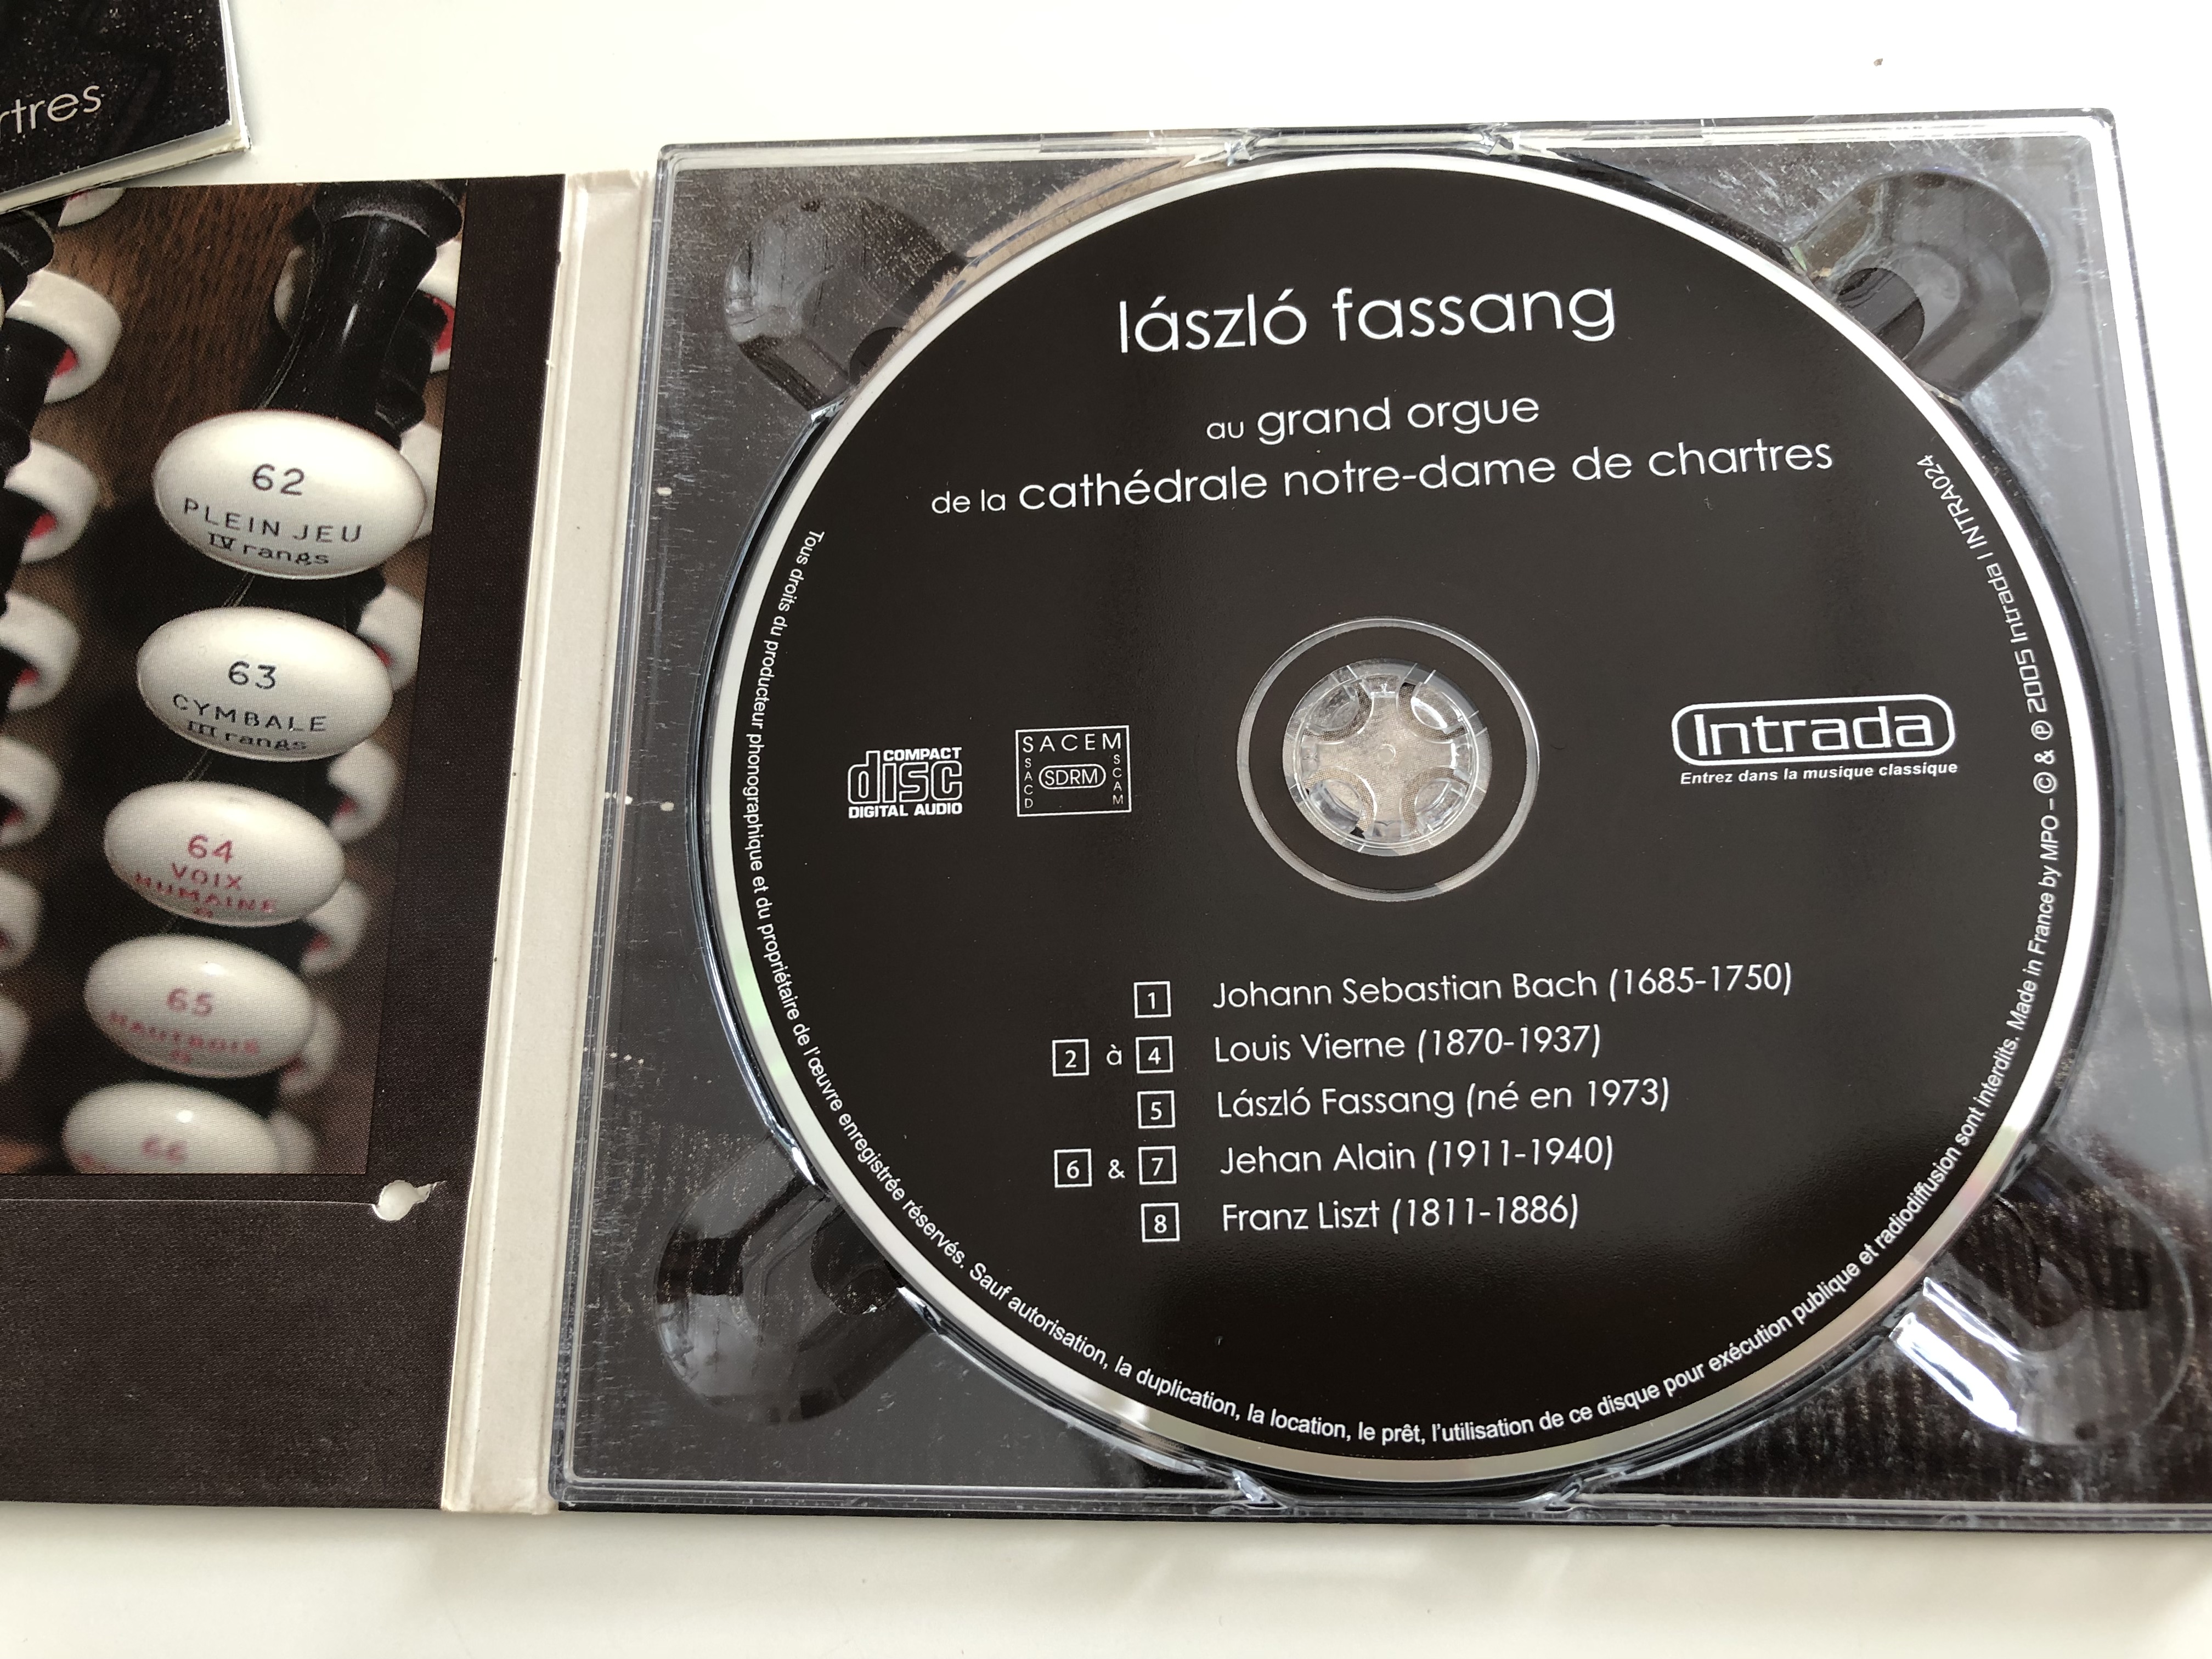 rtres
62
PLEIN JEU
IV rangs
63
CYMBALE
III rangs
64
VOIX
HUMAINE
65
HAUTBOIS
66
lászló fassang
au grand orgue
de la cathédrale notre-dame de chartres
COMPACT
disc
DIGITAL AUDIO
SACEM
SACD
SDRM
SCAM
Intrada
Entrez dans la musique classique
1 Johann Sebastian Bach (1685-1750)
2 à 4 Louis Vierne (1870-1937)
5 László Fassang (né en 1973)
6 & 7 Jehan Alain (1911-1940)
8 Franz Liszt (1811-1886)
Tous droits du producteur phonographique et du propriétaire de l'œuvre enregistrée réservés. Sauf autorisation, la duplication, la location, le prêt, l'utilisation de ce disque pour exécution publique et radiodiffusion sont interdits. Made in France by MPO – © & ℗ 2005 Intrada | INTRA024